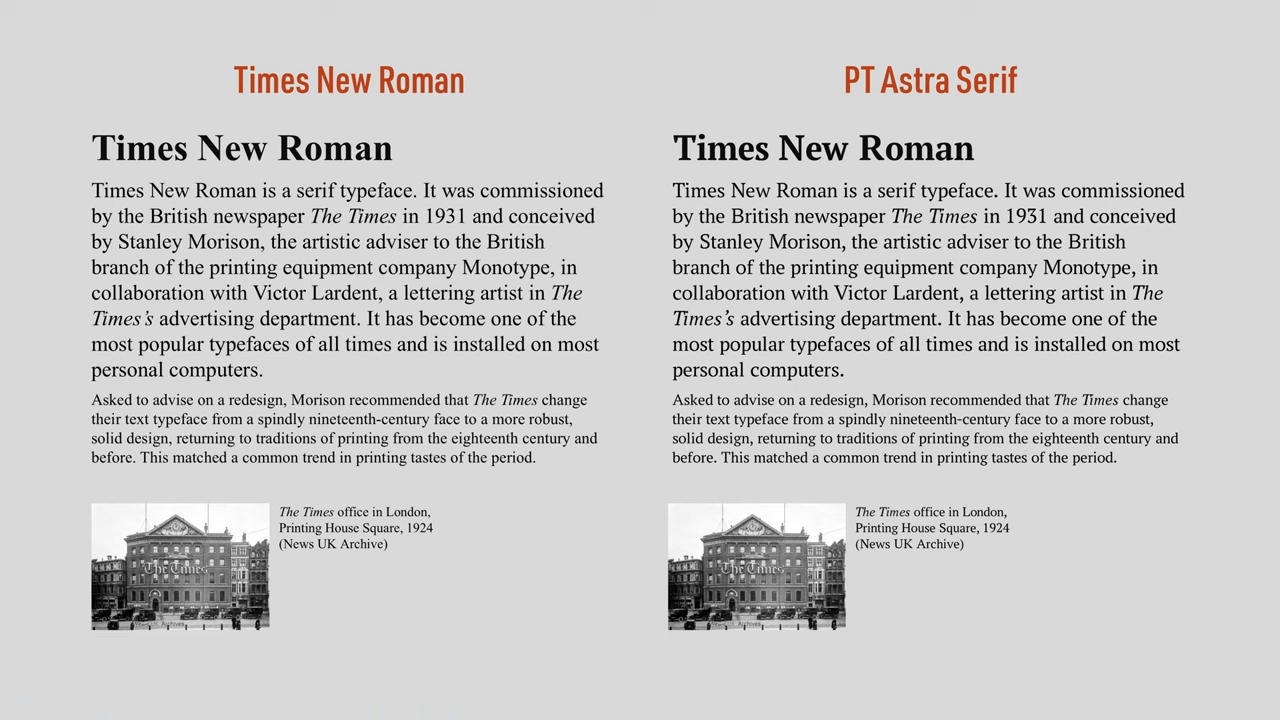 Times New Roman
Times New Roman
Times New Roman is a serif typeface. It was commissioned
by the British newspaper The Times in 1931 and conceived
by Stanley Morison, the artistic adviser to the British
branch of the printing equipment company Monotype, in
collaboration with Victor Lardent, a lettering artist in The
Times’s advertising department. It has become one of the
most popular typefaces of all times and is installed on most
personal computers.
Asked to advise on a redesign, Morison recommended that The Times change
their text typeface from a spindly nineteenth-century face to a more robust,
solid design, returning to traditions of printing from the eighteenth century and
before. This matched a common trend in printing tastes of the period.
The Times
The Times office in London,
Printing House Square, 1924
(News UK Archive)
PT Astra Serif
Times New Roman
Times New Roman is a serif typeface. It was commissioned
by the British newspaper The Times in 1931 and conceived
by Stanley Morison, the artistic adviser to the British
branch of the printing equipment company Monotype, in
collaboration with Victor Lardent, a lettering artist in The
Times’s advertising department. It has become one of the
most popular typefaces of all times and is installed on most
personal computers.
Asked to advise on a redesign, Morison recommended that The Times change
their text typeface from a spindly nineteenth-century face to a more robust,
solid design, returning to traditions of printing from the eighteenth century and
before. This matched a common trend in printing tastes of the period.
The Times
The Times office in London,
Printing House Square, 1924
(News UK Archive)